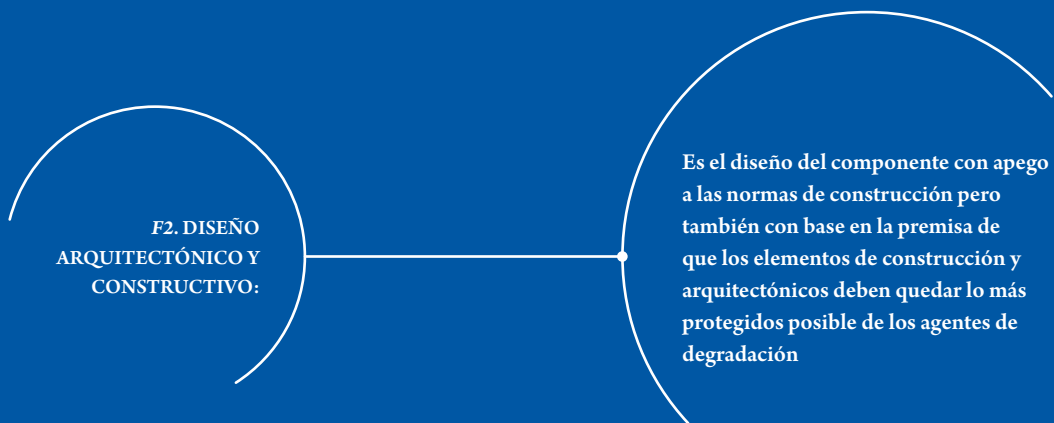 F2. DISEÑO
ARQUITECTÓNICO Y
CONSTRUCTIVO:
Es el diseño del componente con apego
a las normas de construcción pero
también con base en la premisa de
que los elementos de construcción y
arquitectónicos deben quedar lo más
protegidos posible de los agentes de
degradación